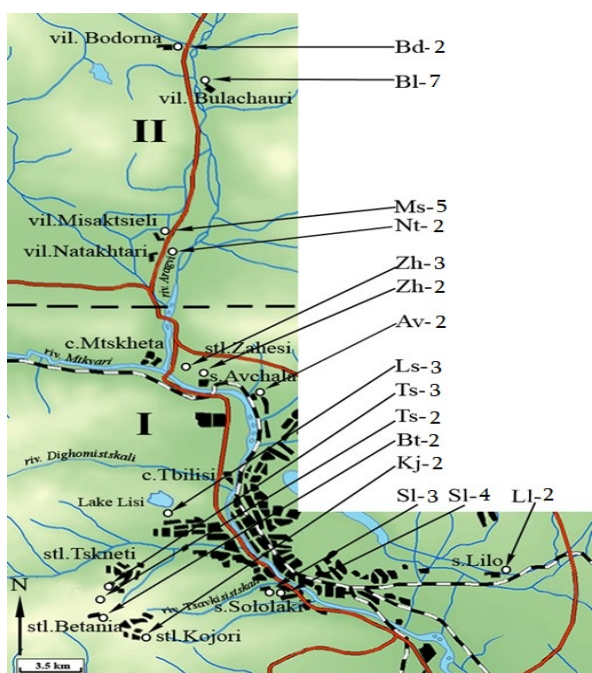 vil. Bodorna
Bd-2
Bl-7
vil. Bulachauri
II
Ms-5
vil.Misaktsieli
Nt-2
vil.Natakhtari
riv. Aragvi
Zh-3
Zh-2
Av-2
c.Mtskheta
stl.Zahesi
riv. Mtkvari
s.Avchala
Ls-3
Ts-3
I
Ts-2
Bt-2
riv. Dighomistskali
Kj-2
c.Tbilisi
Sl-3
Sl-4
Ll-2
Lake Lisi
stl.Tskneti
s.Lilo
N
riv. Tsavkisistskali
s.Sololaki
stl.Betania
stl.Kojori
3.5 km